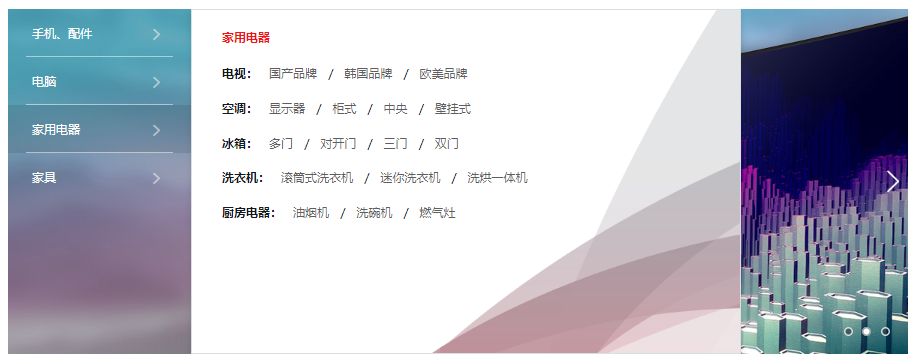 手机、配件
电脑
家用电器
家具
家用电器
电视： 国产品牌 / 韩国品牌 / 欧美品牌
空调： 显示器 / 柜式 / 中央 / 壁挂式
冰箱： 多门 / 对开门 / 三门 / 双门
洗衣机： 滚筒式洗衣机 / 迷你洗衣机 / 洗烘一体机
厨房电器： 油烟机 / 洗碗机 / 燃气灶